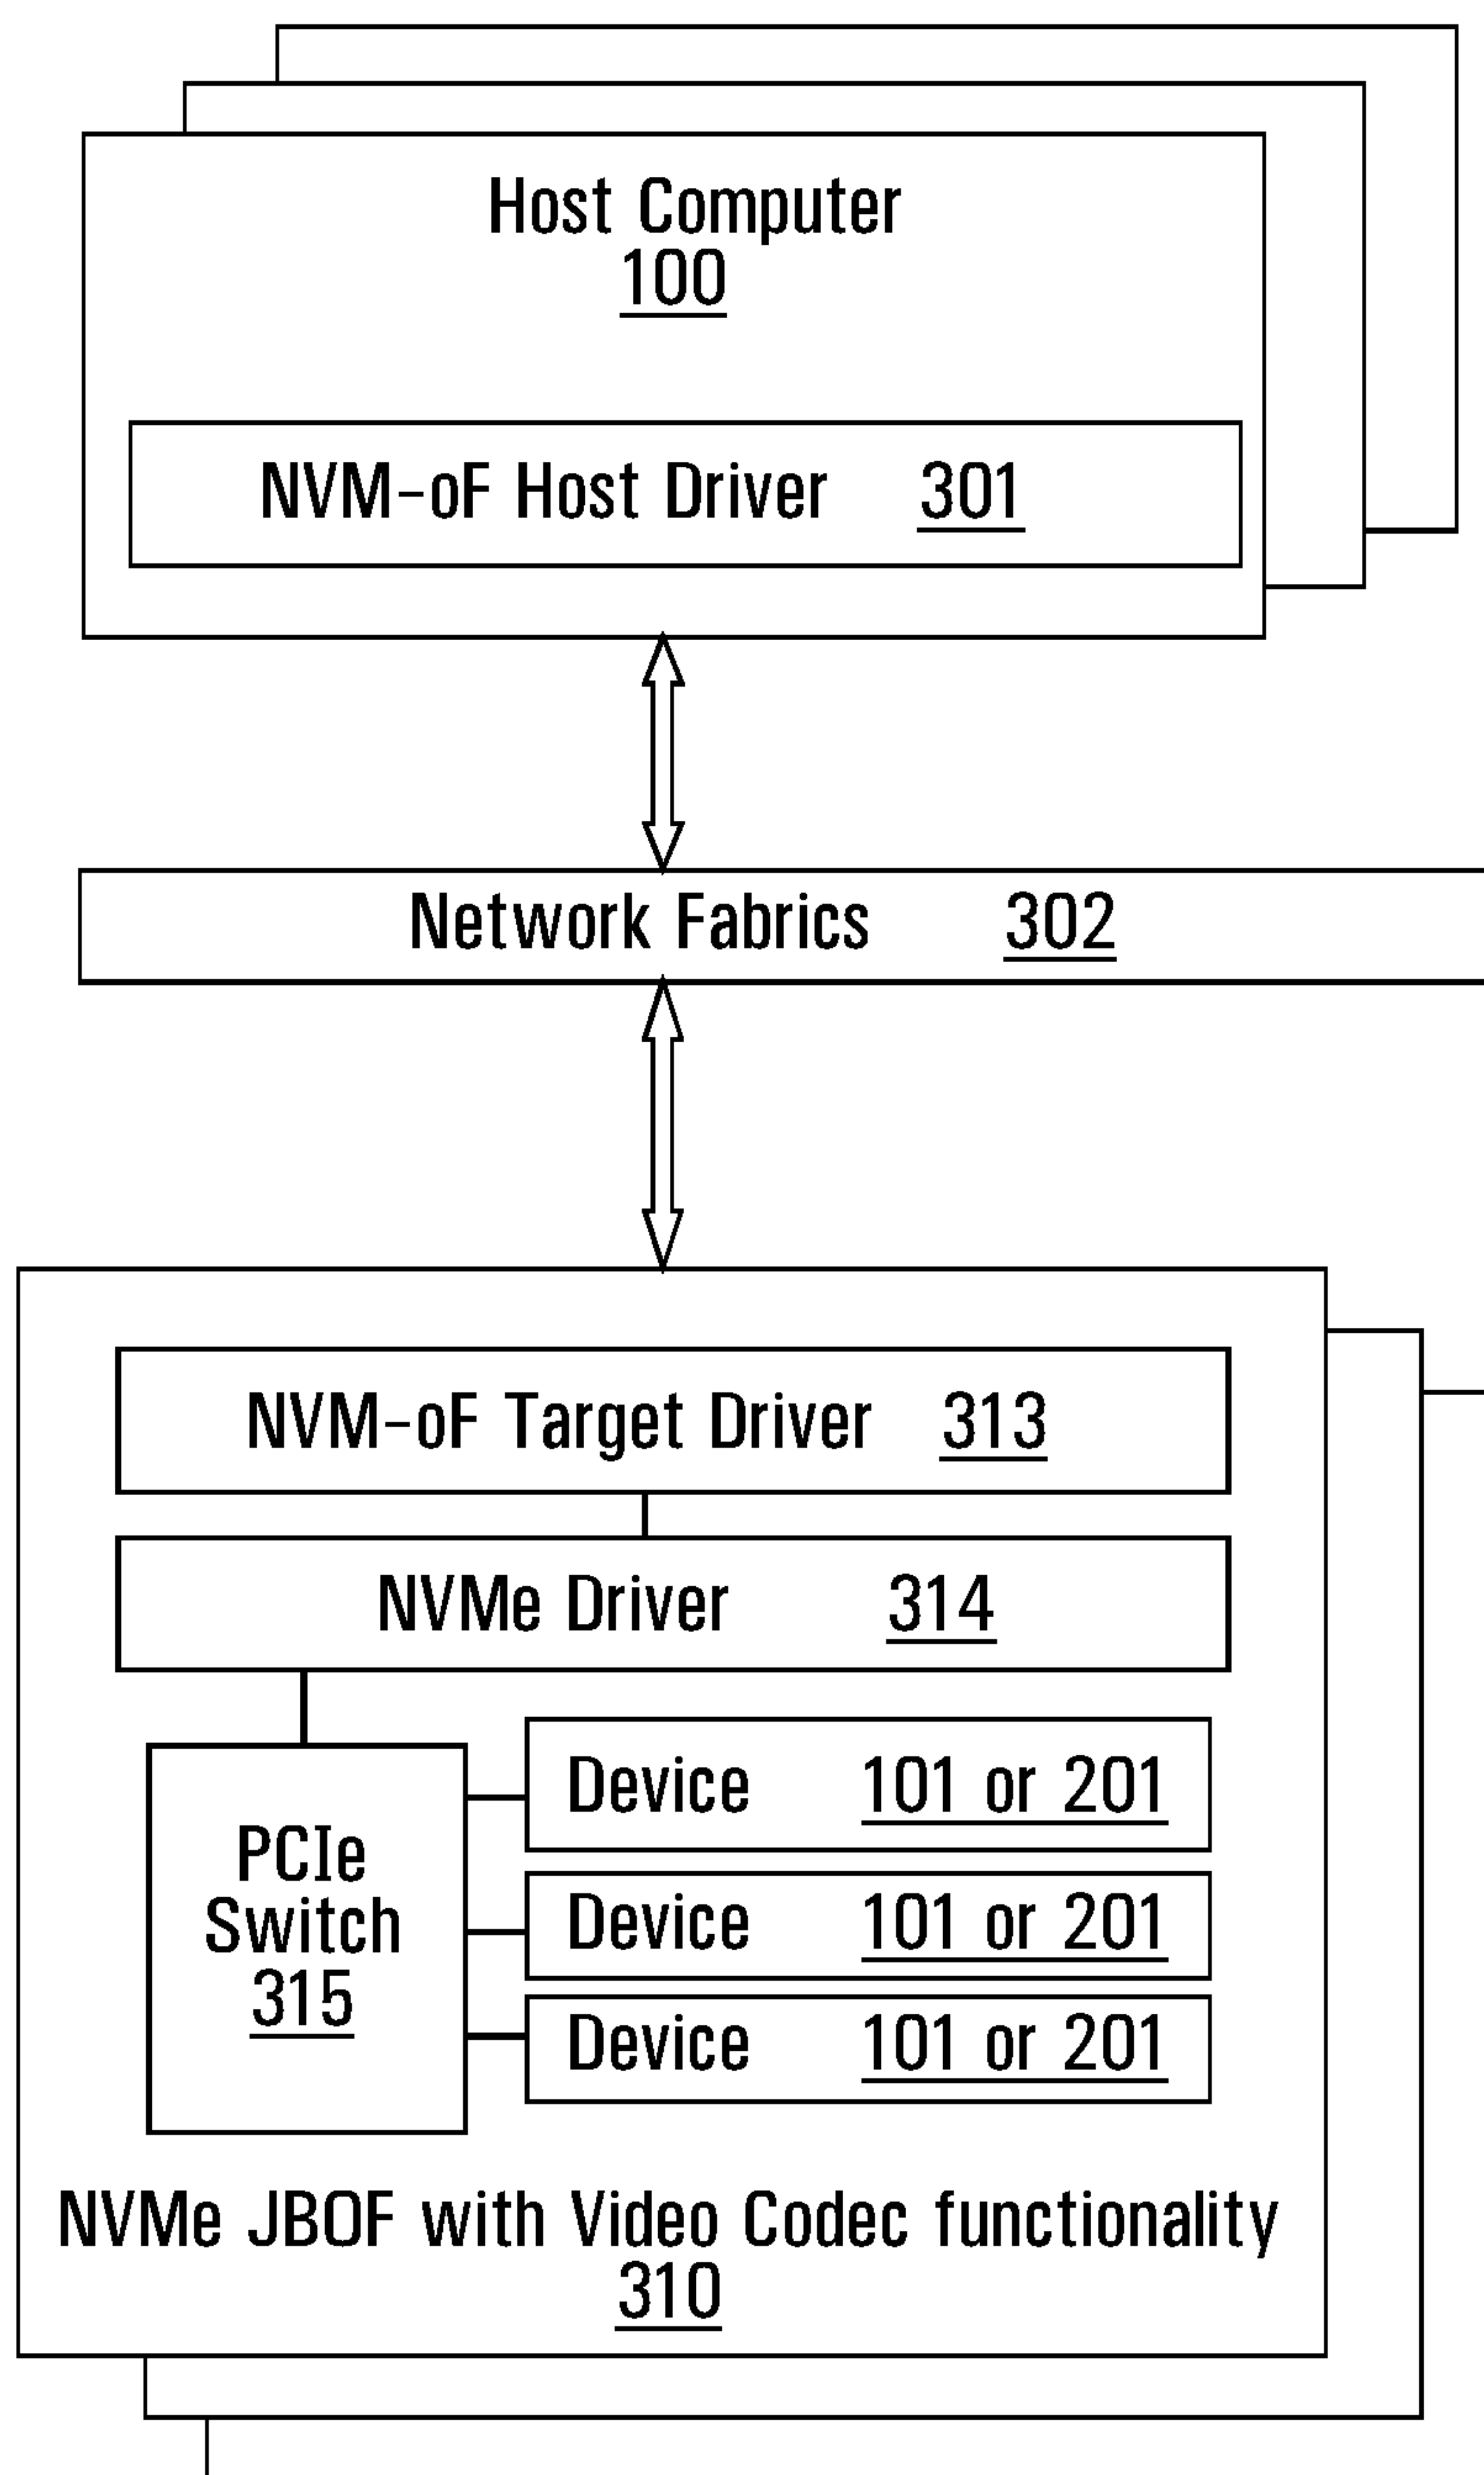 Host Computer
100
NVM-oF Host Driver 301
Network Fabrics 302
NVM-oF Target Driver 313
NVMe Driver 314
PCIe
Switch
315
Device 101 or 201
Device 101 or 201
Device 101 or 201
NVMe JBOF with Video Codec functionality
310